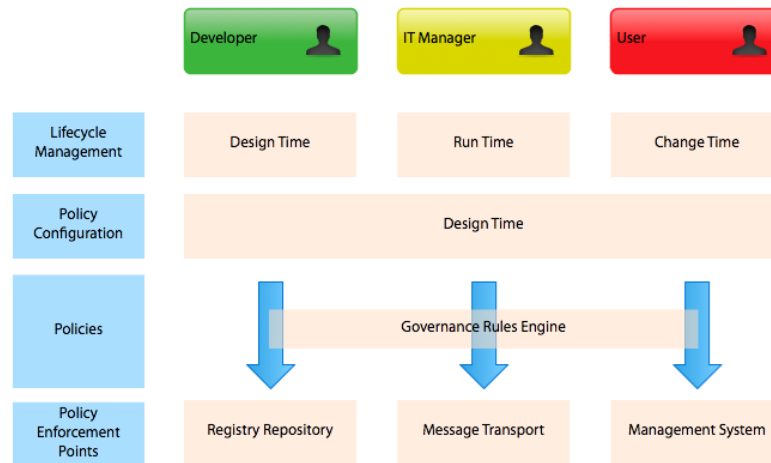 Developer
IT Manager
User
Lifecycle
Management
Design Time
Run Time
Change Time
Policy
Configuration
Design Time
Policies
Governance Rules Engine
Policy
Enforcement
Points
Registry Repository
Message Transport
Management System